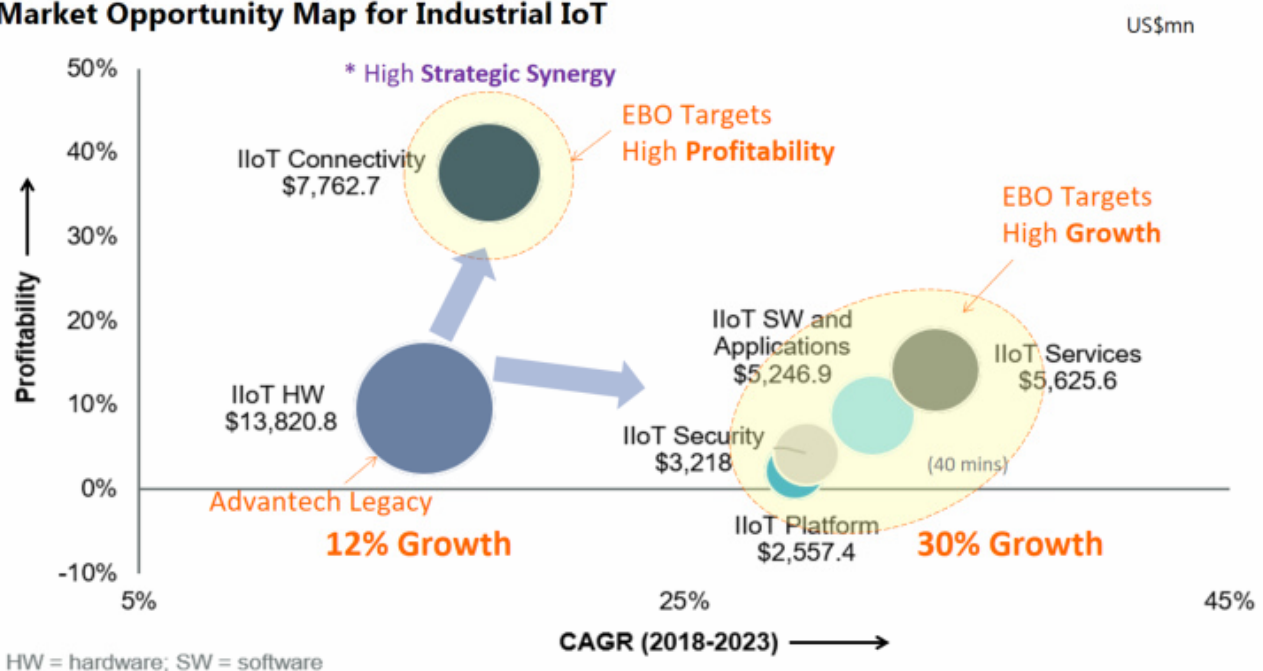 Market Opportunity Map for Industrial IoT
US$mn
50%
* High Strategic Synergy
EBO Targets
High Profitability
40%
IIoT Connectivity
$7,762.7
EBO Targets
High Growth
30%
Profitability
20%
IIoT SW and
Applications
$5,246.9
IIoT Services
$5,625.6
10%
IIoT HW
$13,820.8
IIoT Security
$3,218
(40 mins)
0%
Advantech Legacy
IIoT Platform
$2,557.4
12% Growth
30% Growth
-10%
5%
25%
45%
CAGR (2018-2023)
HW = hardware; SW = software